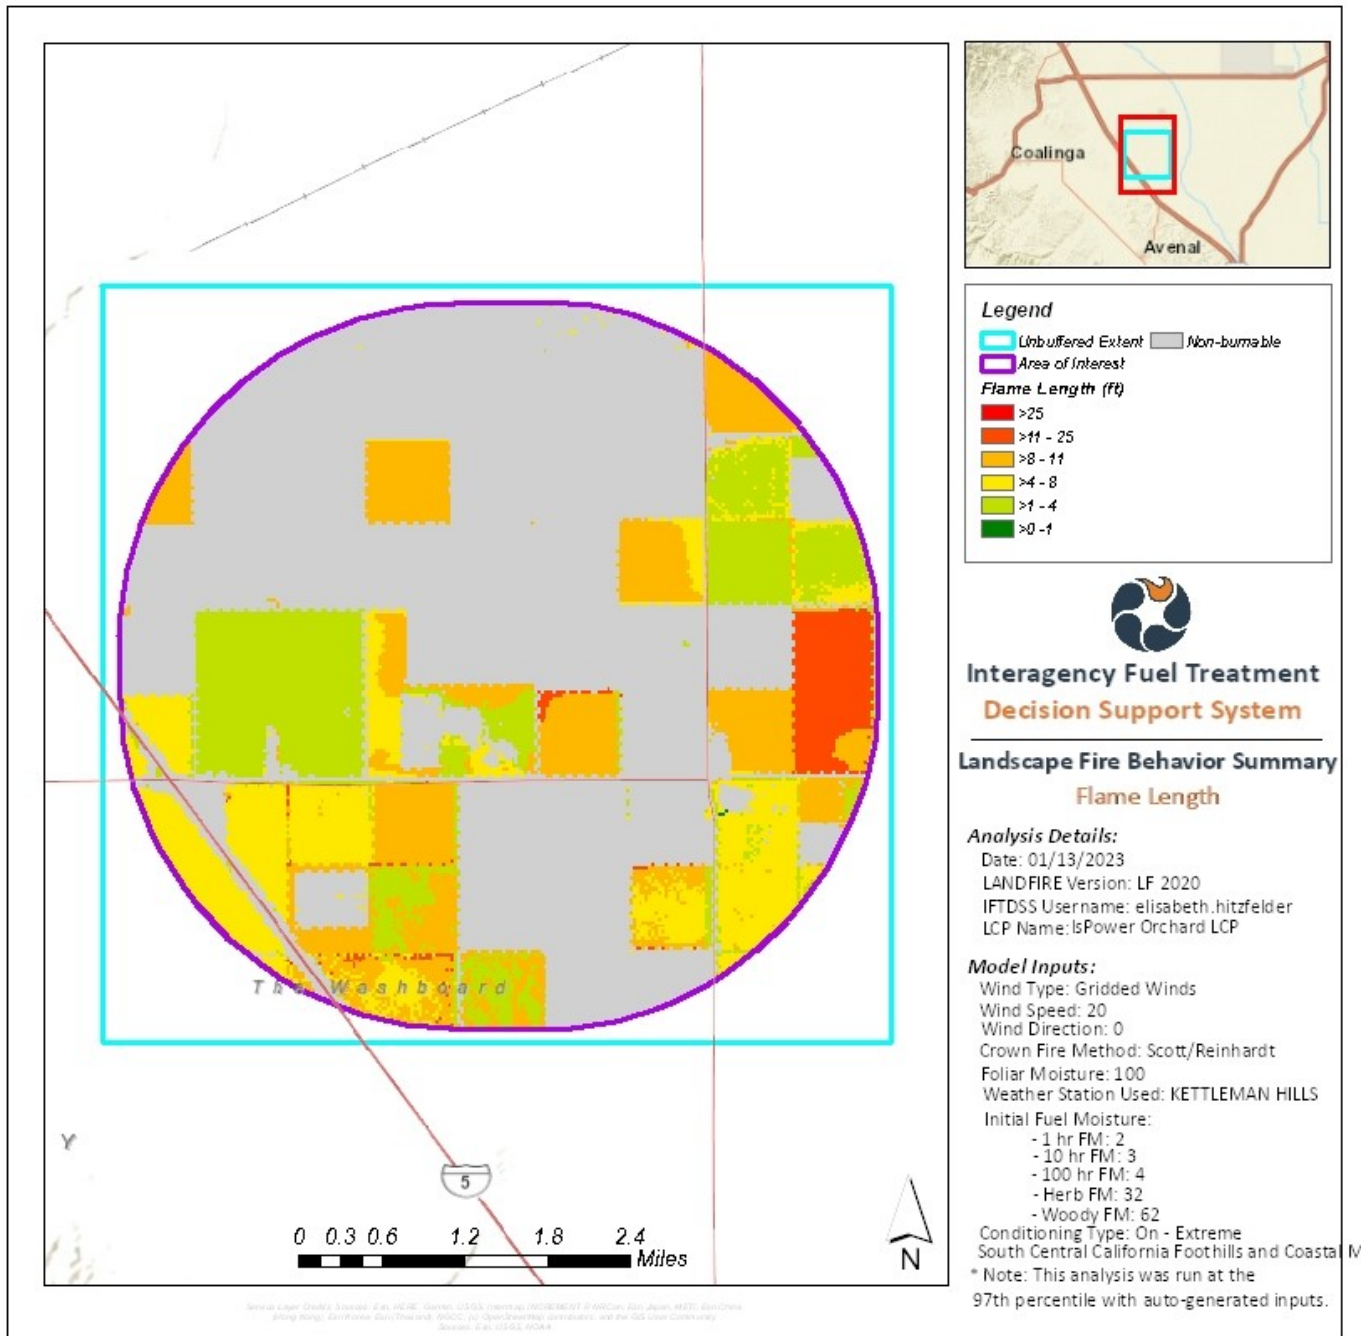 Coalinga
Avenal
Legend
Unbuffered Extent Non-burnable
Area of Interest
Flame Length (ft)
>25
>11 - 25
>8 - 11
>4 - 8
>1 - 4
>0 -1
Interagency Fuel Treatment
Decision Support System
Landscape Fire Behavior Summary
Flame Length
Analysis Details:
Date: 01/13/2023
LANDFIRE Version: LF 2020
IFTDSS Username: elisabeth.hitzfelder
LCP Name: IsPower Orchard LCP
Model Inputs:
Wind Type: Gridded Winds
Wind Speed: 20
Wind Direction: 0
Crown Fire Method: Scott/Reinhardt
Foliar Moisture: 100
Weather Station Used: KETTLEMAN HILLS
Initial Fuel Moisture:
- 1 hr FM: 2
- 10 hr FM: 3
- 100 hr FM: 4
- Herb FM: 32
- Woody FM: 62
Conditioning Type: On - Extreme
South Central California Foothills and Coastal M
* Note: This analysis was run at the
97th percentile with auto-generated inputs.
The Washboard
Y
5
0 0.3 0.6 1.2 1.8 2.4
Miles
N